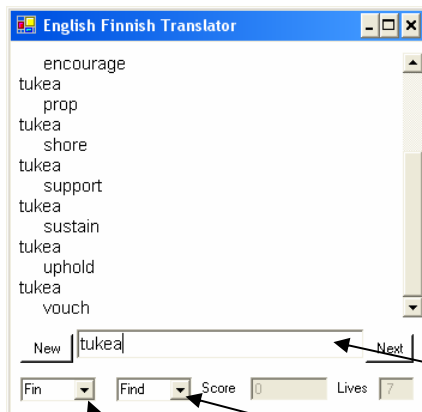 English Finnish Translator
encourage
tukea
prop
tukea
shore
tukea
support
tukea
sustain
tukea
uphold
tukea
vouch
New tukea Next
Fin Find Score 0 Lives 7